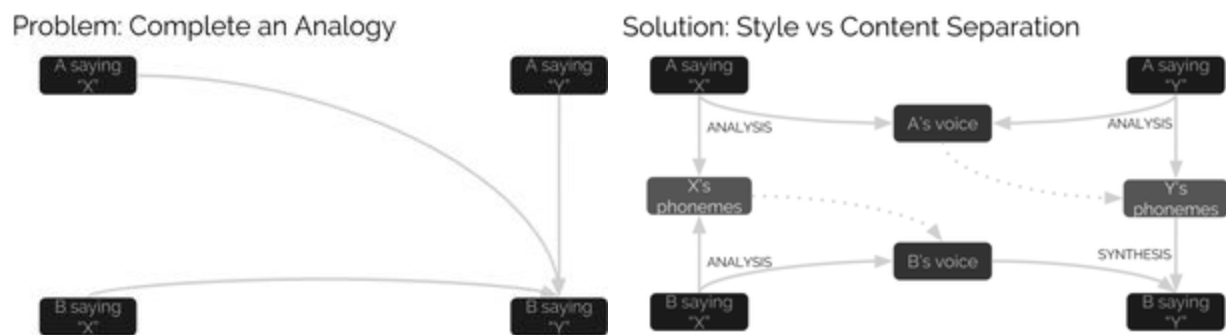 Problem: Complete an Analogy
A saying
"X"
A saying
"Y"
B saying
"X"
B saying
"Y"
Solution: Style vs Content Separation
A saying
"X"
A saying
"Y"
ANALYSIS
A's voice
ANALYSIS
X's
phonemes
Y's
phonemes
ANALYSIS
B's voice
SYNTHESIS
B saying
"X"
B saying
"Y"